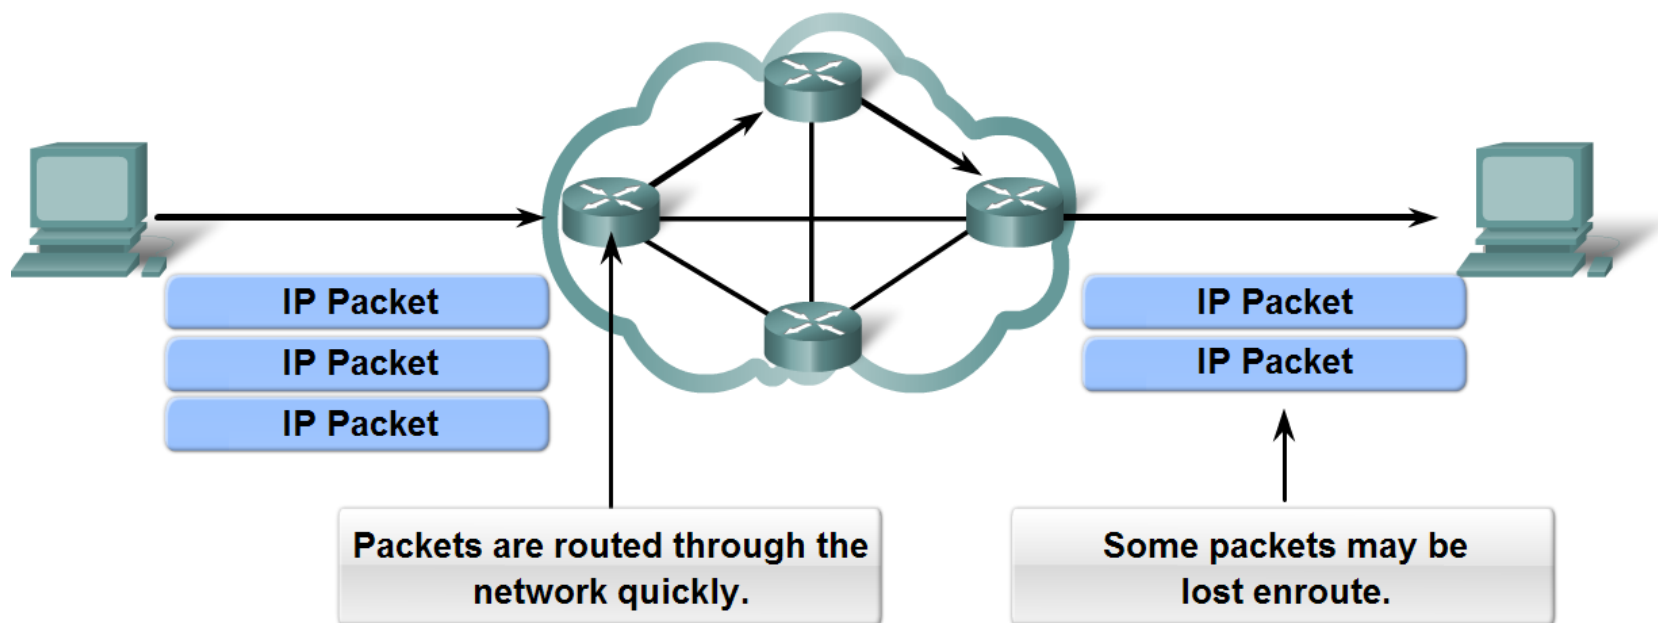 IP Packet
IP Packet
IP Packet
IP Packet
IP Packet
Packets are routed through the
network quickly.
Some packets may be
lost enroute.